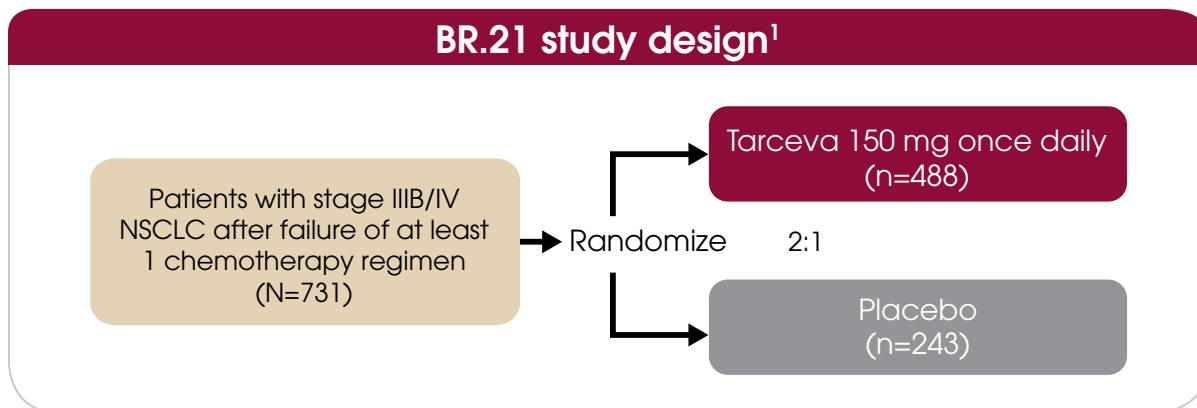 BR.21 study design¹
Patients with stage IIIB/IV
NSCLC after failure of at least
1 chemotherapy regimen
(N=731)
Randomize
2:1
Tarceva 150 mg once daily
(n=488)
Placebo
(n=243)